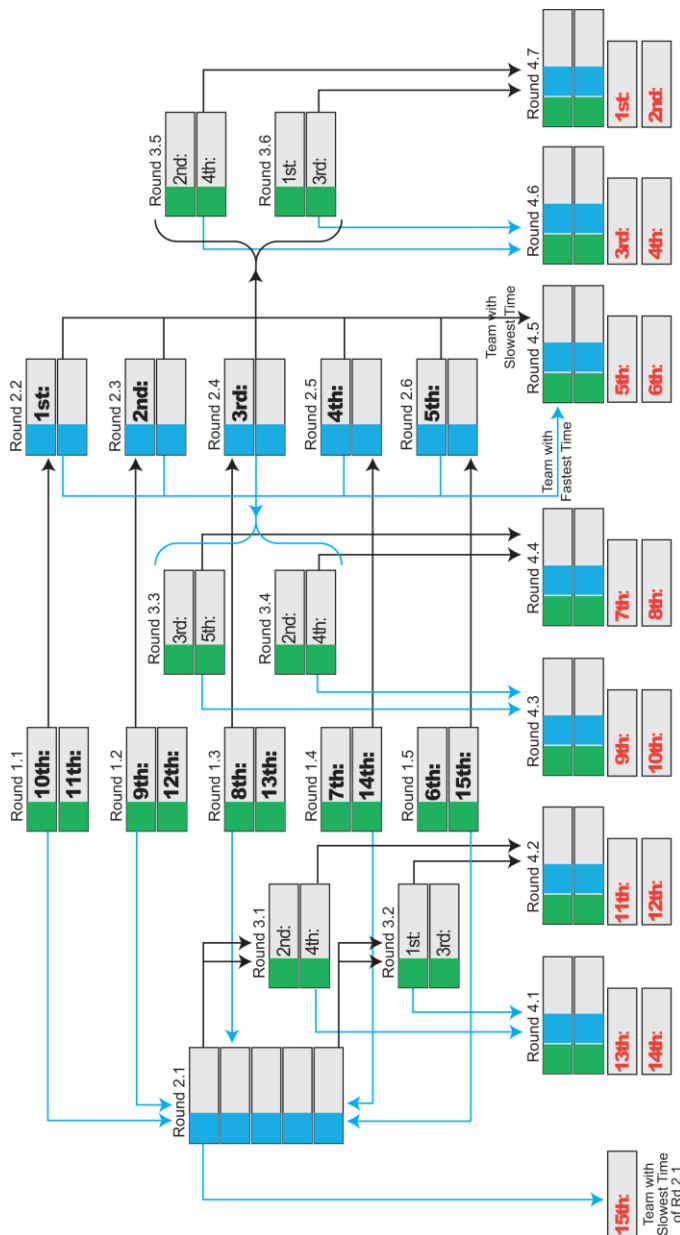 Round 1.1
10th:
11th:
Round 2.2
1st:
Round 1.2
9th:
12th:
Round 2.3
2nd:
Round 2.1
Round 3.3
3rd:
5th:
Round 3.5
2nd:
4th:
Round 1.3
8th:
13th:
Round 2.4
3rd:
Round 3.1
2nd:
4th:
Round 3.4
2nd:
4th:
Round 3.6
1st:
3rd:
Round 1.4
7th:
14th:
Round 2.5
4th:
Round 3.2
1st:
3rd:
Round 1.5
6th:
15th:
Round 2.6
5th:
Team with
Fastest Time
Team with
Slowest Time
Round 4.1
13th:
14th:
Round 4.2
11th:
12th:
Round 4.3
9th:
10th:
Round 4.4
7th:
8th:
Round 4.5
5th:
6th:
Round 4.6
3rd:
4th:
Round 4.7
1st:
2nd:
15th:
Team with
Slowest Time
of Rd 2.1